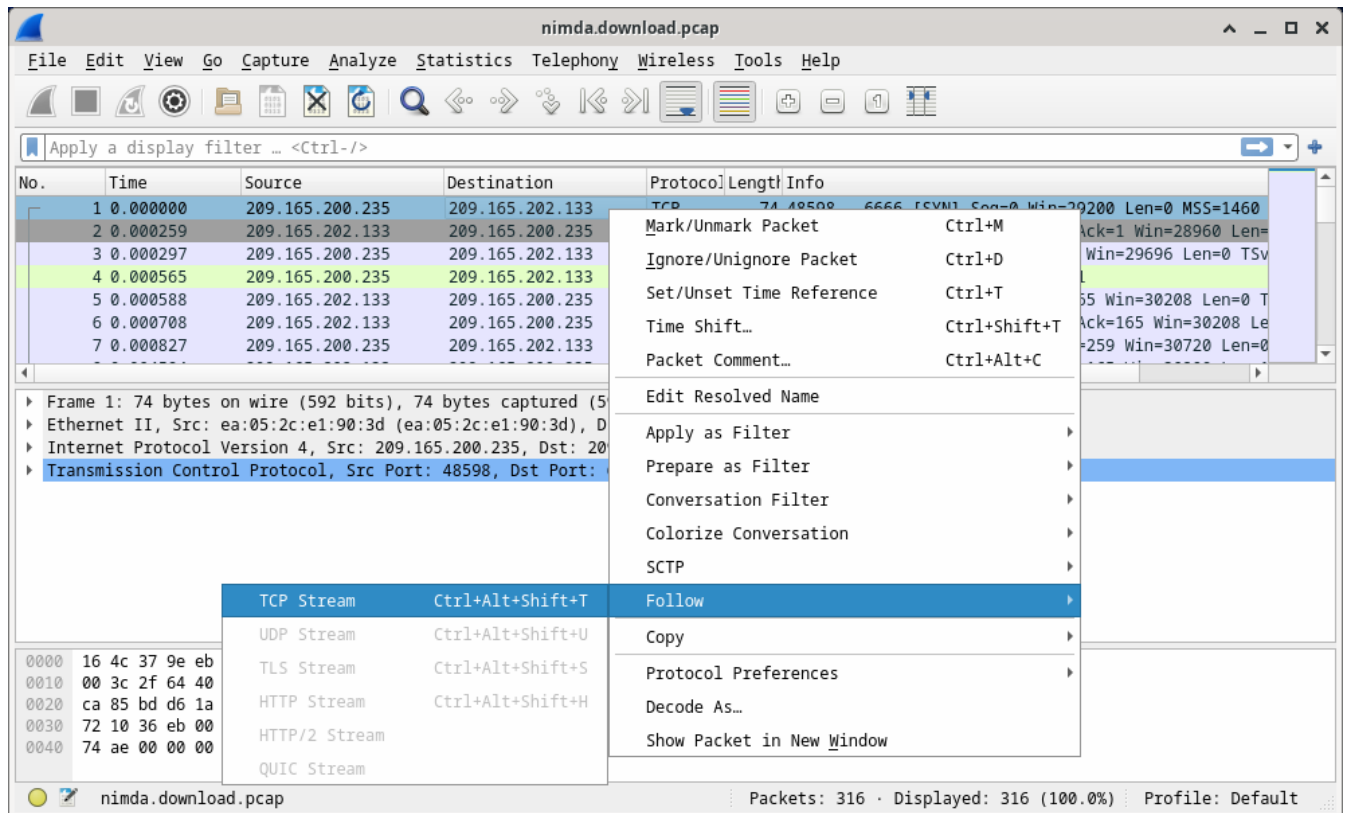 nimda.download.pcap
File Edit View Go Capture Analyze Statistics Telephony Wireless Tools Help
Apply a display filter … <Ctrl-/>
No. Time Source Destination Protocol Length Info
1 0.000000 209.165.200.235 209.165.202.133 TCP 74 48598 6666 [SYN] Seq=0 Win=29200 Len=0 MSS=1460
2 0.000259 209.165.202.133 209.165.200.235 Ack=1 Win=28960 Len=
3 0.000297 209.165.200.235 209.165.202.133 Win=29696 Len=0 TSv
4 0.000565 209.165.200.235 209.165.202.133
5 0.000588 209.165.202.133 209.165.200.235 65 Win=30208 Len=0 T
6 0.000708 209.165.202.133 209.165.200.235 Ack=165 Win=30208 Le
7 0.000827 209.165.200.235 209.165.202.133 =259 Win=30720 Len=0
Frame 1: 74 bytes on wire (592 bits), 74 bytes captured (5
Ethernet II, Src: ea:05:2c:e1:90:3d (ea:05:2c:e1:90:3d), D
Internet Protocol Version 4, Src: 209.165.200.235, Dst: 20
Transmission Control Protocol, Src Port: 48598, Dst Port:
Mark/Unmark Packet Ctrl+M
Ignore/Unignore Packet Ctrl+D
Set/Unset Time Reference Ctrl+T
Time Shift… Ctrl+Shift+T
Packet Comment… Ctrl+Alt+C
Edit Resolved Name
Apply as Filter
Prepare as Filter
Conversation Filter
Colorize Conversation
SCTP
Follow
Copy
Protocol Preferences
Decode As…
Show Packet in New Window
TCP Stream Ctrl+Alt+Shift+T
UDP Stream Ctrl+Alt+Shift+U
TLS Stream Ctrl+Alt+Shift+S
HTTP Stream Ctrl+Alt+Shift+H
HTTP/2 Stream
QUIC Stream
0000 16 4c 37 9e eb
0010 00 3c 2f 64 40
0020 ca 85 bd d6 1a
0030 72 10 36 eb 00
0040 74 ae 00 00 00
nimda.download.pcap Packets: 316 · Displayed: 316 (100.0%) Profile: Default